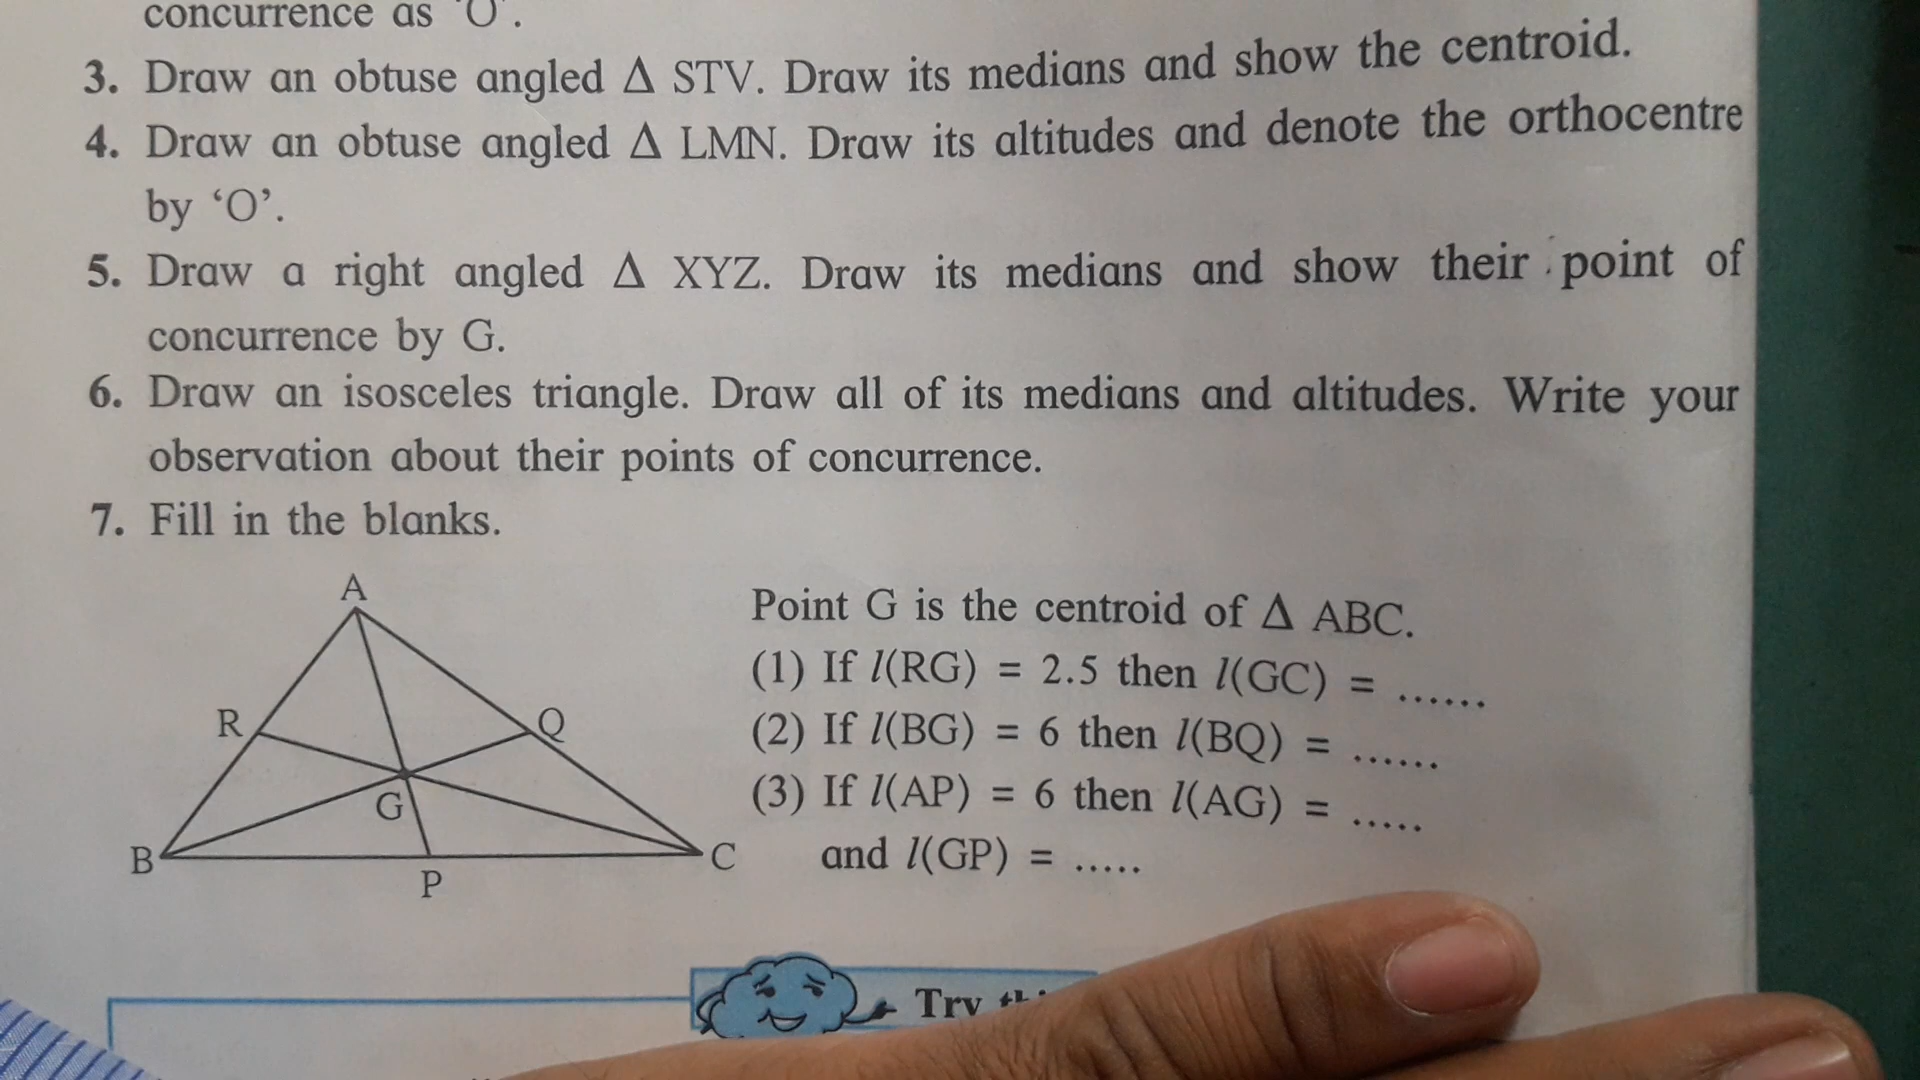 concurrence as 'O'.
3. Draw an obtuse angled Δ STV. Draw its medians and show the centroid.
4. Draw an obtuse angled Δ LMN. Draw its altitudes and denote the orthocentre
by ‘O’.
5. Draw a right angled Δ XYZ. Draw its medians and show their point of
concurrence by G.
6. Draw an isosceles triangle. Draw all of its medians and altitudes. Write your
observation about their points of concurrence.
7. Fill in the blanks.
A
R
Q
G
B
C
P
Point G is the centroid of Δ ABC.
(1) If l(RG) = 2.5 then l(GC) = ......
(2) If l(BG) = 6 then l(BQ) = ......
(3) If l(AP) = 6 then l(AG) = .....
and l(GP) = .....
Try